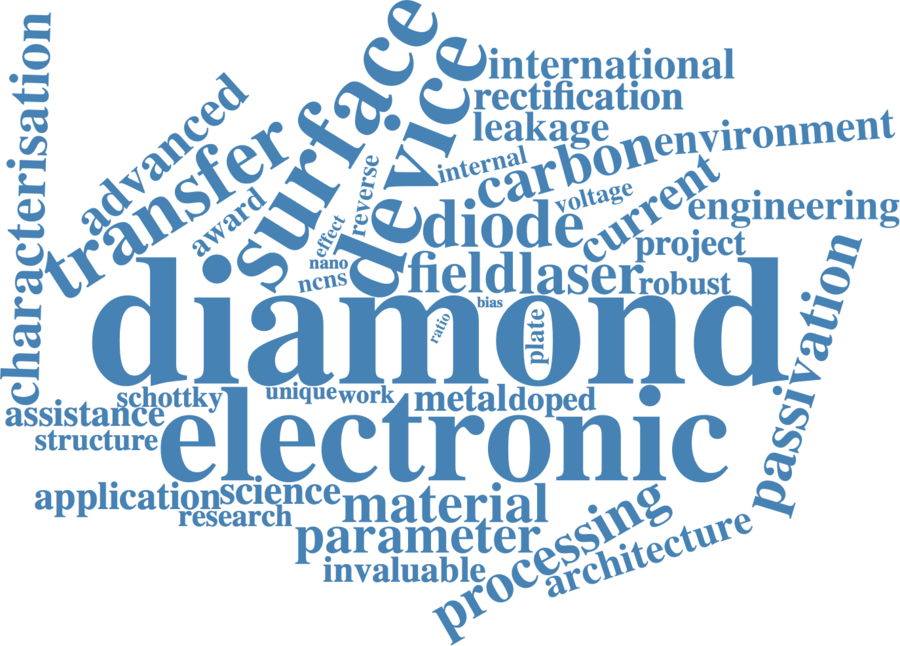 surface
device
international
characterisation
rectification
advanced
leakage
transfer
carbon
environment
internal
award
reverse
voltage
current
engineering
effect
diode
project
nano
ncns
field
laser
robust
passivation
diamond
bias
ratio
plate
schottky
unique
work
metal
doped
assistance
structure
electronic
application
science
material
research
parameter
processing
architecture
invaluable